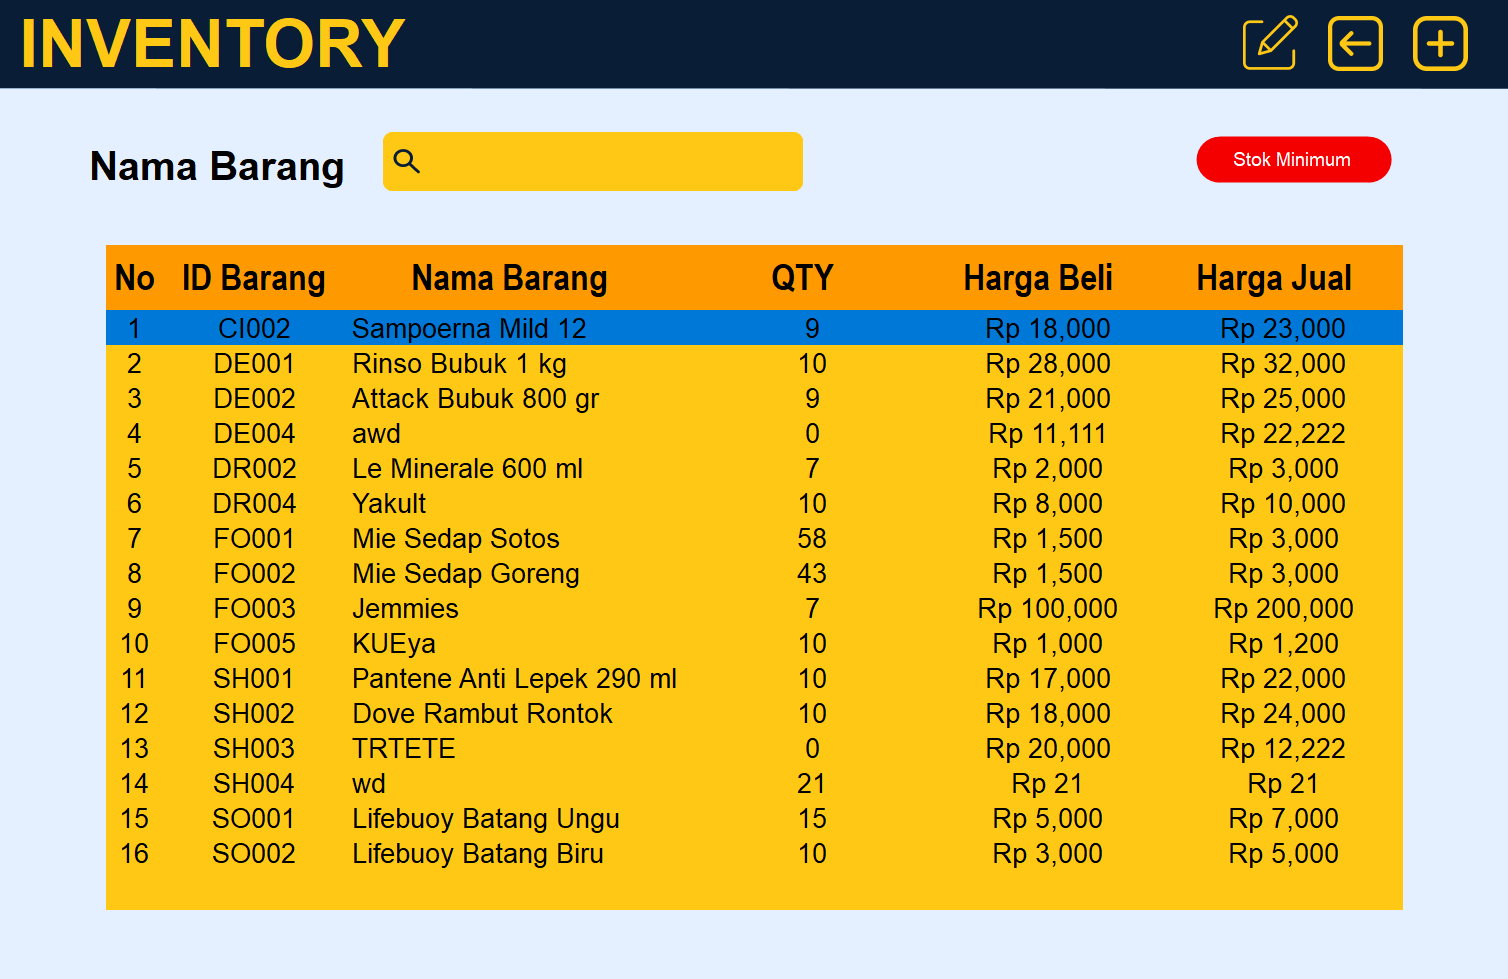 INVENTORY
Nama Barang
Stok Minimum
No ID Barang Nama Barang QTY Harga Beli Harga Jual
1 CI002 Sampoerna Mild 12 9 Rp 18,000 Rp 23,000
2 DE001 Rinso Bubuk 1 kg 10 Rp 28,000 Rp 32,000
3 DE002 Attack Bubuk 800 gr 9 Rp 21,000 Rp 25,000
4 DE004 awd 0 Rp 11,111 Rp 22,222
5 DR002 Le Minerale 600 ml 7 Rp 2,000 Rp 3,000
6 DR004 Yakult 10 Rp 8,000 Rp 10,000
7 FO001 Mie Sedap Sotos 58 Rp 1,500 Rp 3,000
8 FO002 Mie Sedap Goreng 43 Rp 1,500 Rp 3,000
9 FO003 Jemmies 7 Rp 100,000 Rp 200,000
10 FO005 KUEya 10 Rp 1,000 Rp 1,200
11 SH001 Pantene Anti Lepek 290 ml 10 Rp 17,000 Rp 22,000
12 SH002 Dove Rambut Rontok 10 Rp 18,000 Rp 24,000
13 SH003 TRTETE 0 Rp 20,000 Rp 12,222
14 SH004 wd 21 Rp 21 Rp 21
15 SO001 Lifebuoy Batang Ungu 15 Rp 5,000 Rp 7,000
16 SO002 Lifebuoy Batang Biru 10 Rp 3,000 Rp 5,000